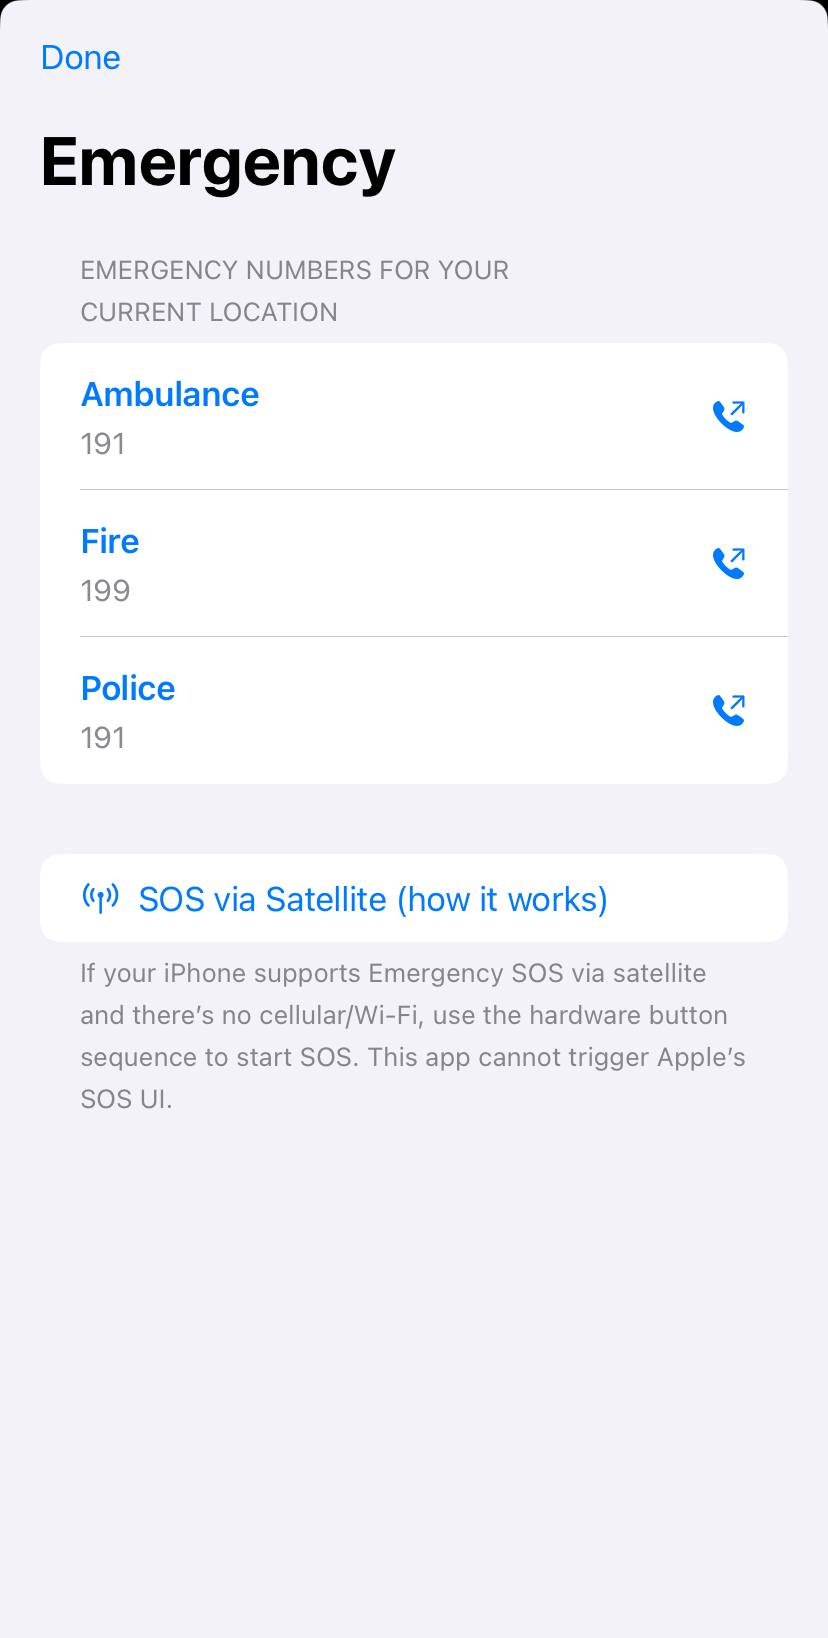 Done
Emergency
EMERGENCY NUMBERS FOR YOUR
CURRENT LOCATION
Ambulance
191
Fire
199
Police
191
SOS via Satellite (how it works)
If your iPhone supports Emergency SOS via satellite
and there’s no cellular/Wi-Fi, use the hardware button
sequence to start SOS. This app cannot trigger Apple’s
SOS UI.